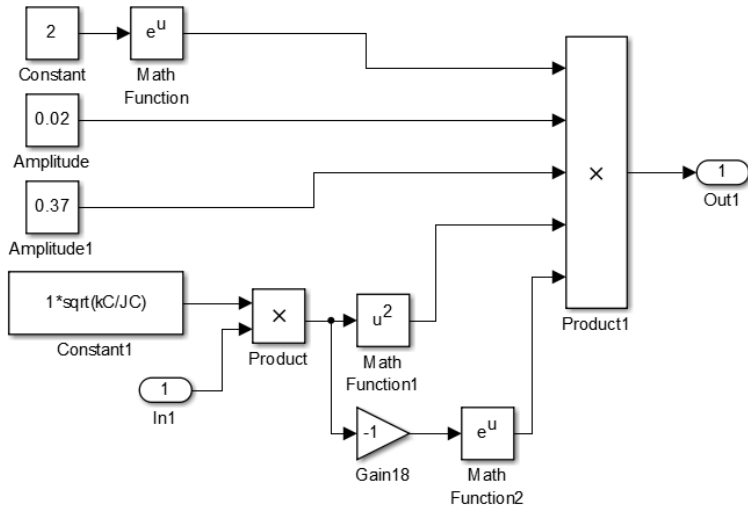 2
Constant
e^u
Math
Function
0.02
Amplitude
0.37
Amplitude1
1*sqrt(kC/JC)
Constant1
1
In1
×
Product
u^2
Math
Function1
-1
Gain18
e^u
Math
Function2
×
Product1
1
Out1